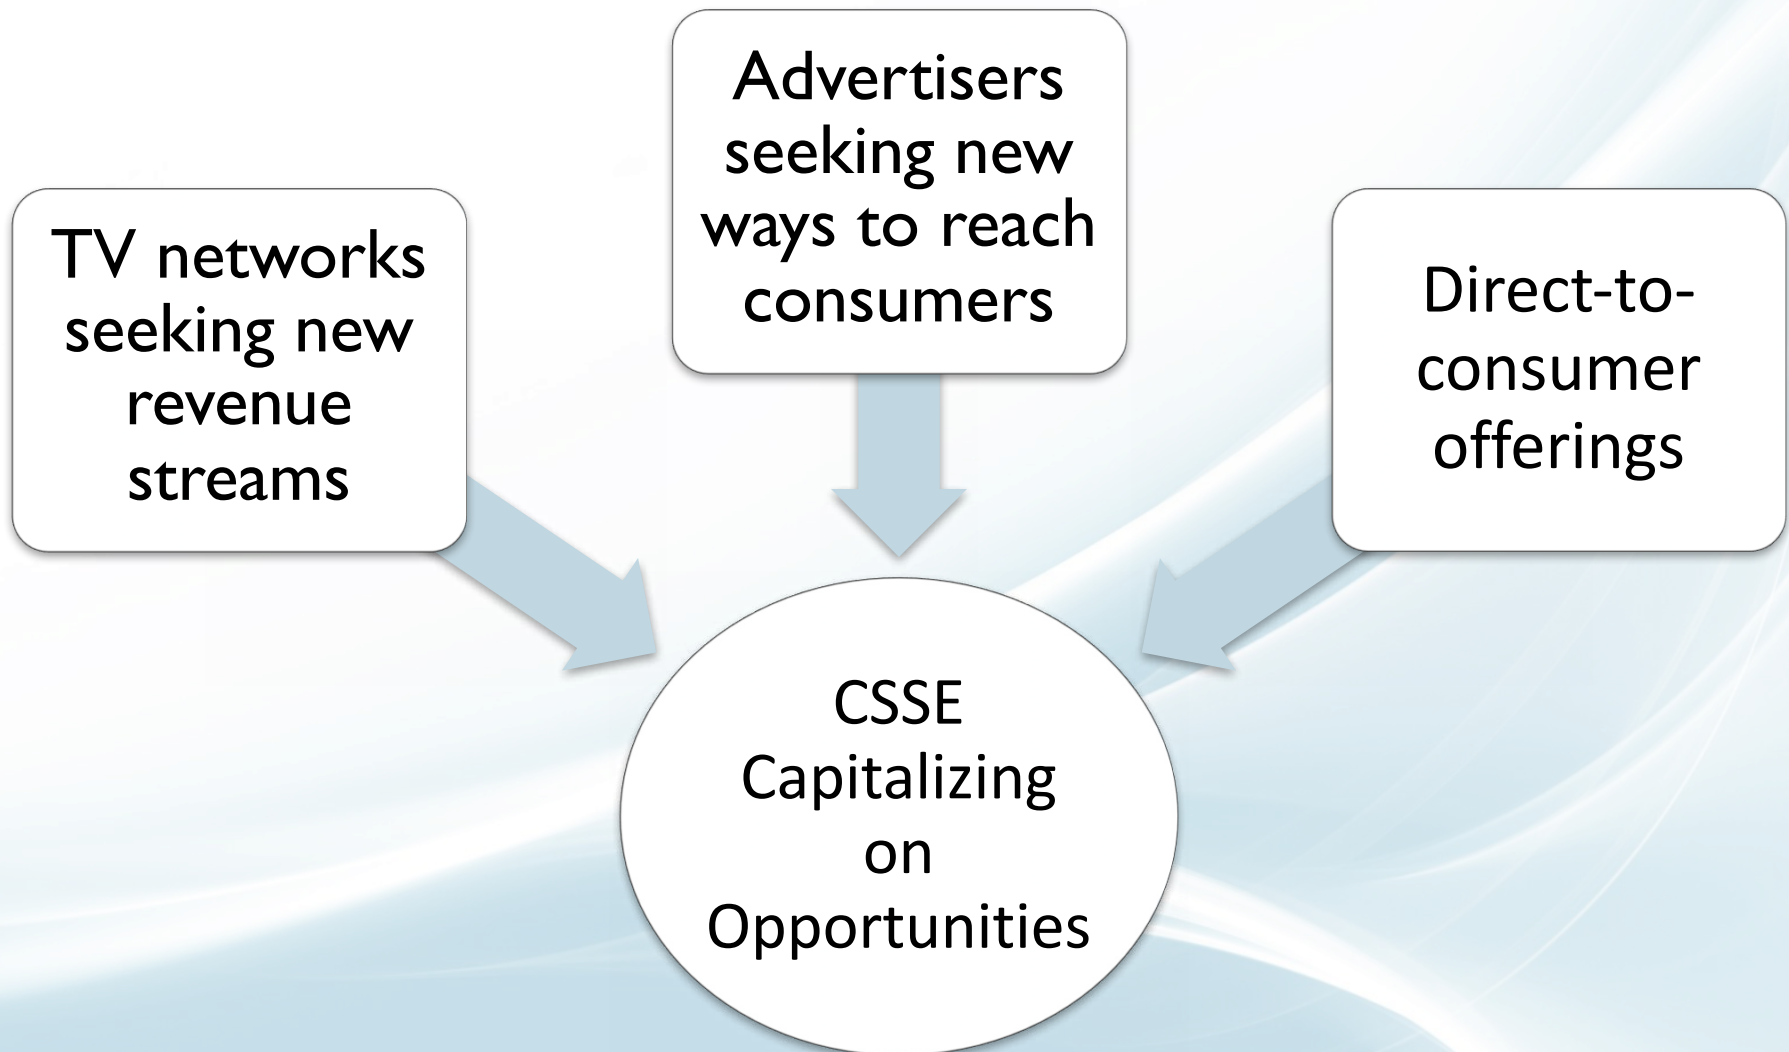 TV networks
seeking new
revenue
streams
Advertisers
seeking new
ways to reach
consumers
Direct-to-
consumer
offerings
CSSE
Capitalizing
on
Opportunities